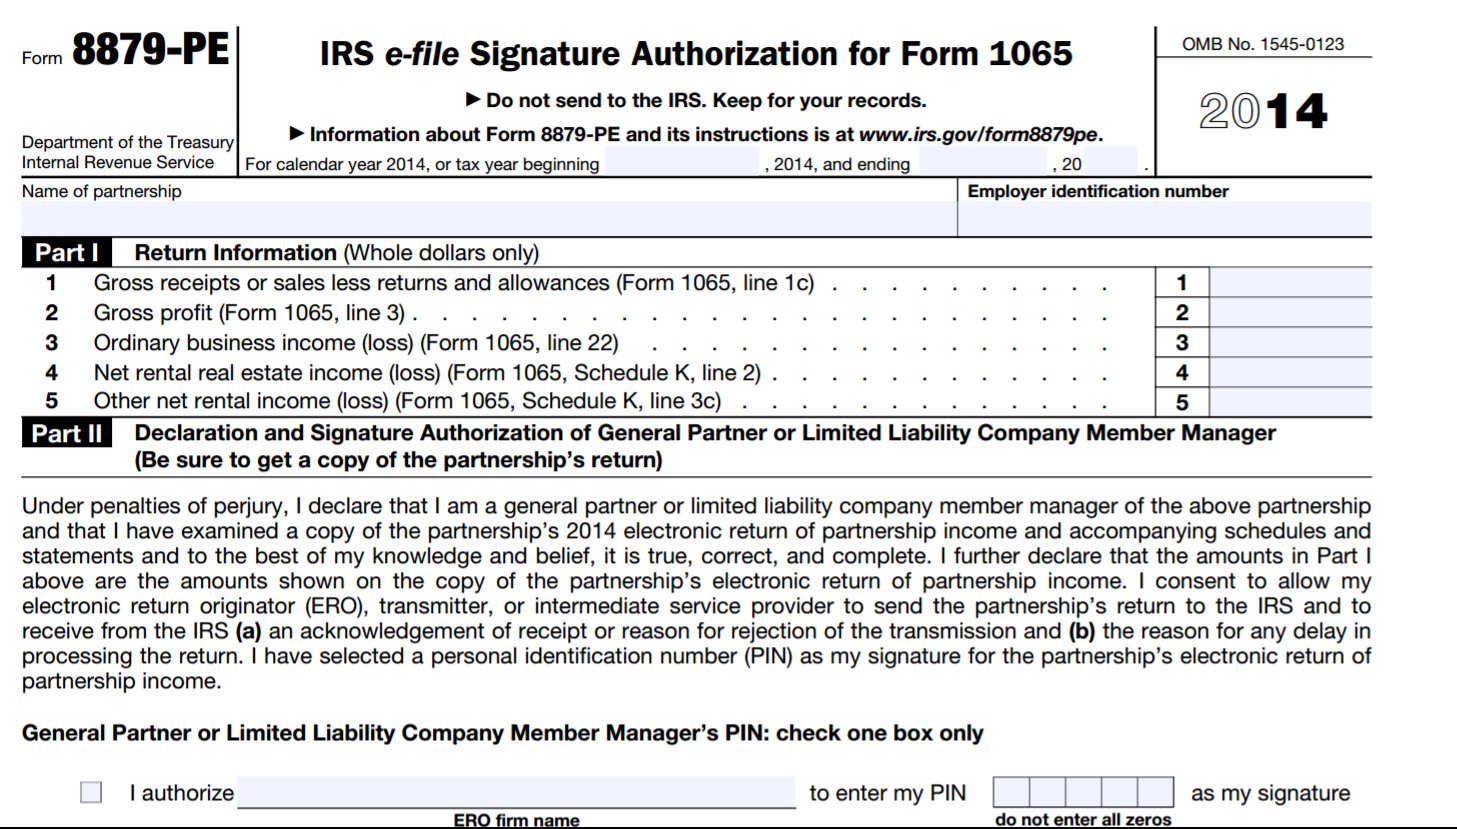 Form 8879-PE
IRS e-file Signature Authorization for Form 1065
OMB No. 1545-0123
▶ Do not send to the IRS. Keep for your records.
2014
▶ Information about Form 8879-PE and its instructions is at www.irs.gov/form8879pe.
Department of the Treasury
Internal Revenue Service
For calendar year 2014, or tax year beginning , 2014, and ending , 20 .
Name of partnership
Employer identification number
Part I Return Information (Whole dollars only)
1 Gross receipts or sales less returns and allowances (Form 1065, line 1c) . . . . . . . . . . 1
2 Gross profit (Form 1065, line 3) . . . . . . . . . . . . . . . . . . . . . . . . 2
3 Ordinary business income (loss) (Form 1065, line 22) . . . . . . . . . . . . . . . . 3
4 Net rental real estate income (loss) (Form 1065, Schedule K, line 2) . . . . . . . . . . . . 4
5 Other net rental income (loss) (Form 1065, Schedule K, line 3c) . . . . . . . . . . . . . 5
Part II Declaration and Signature Authorization of General Partner or Limited Liability Company Member Manager
(Be sure to get a copy of the partnership's return)
Under penalties of perjury, I declare that I am a general partner or limited liability company member manager of the above partnership
and that I have examined a copy of the partnership's 2014 electronic return of partnership income and accompanying schedules and
statements and to the best of my knowledge and belief, it is true, correct, and complete. I further declare that the amounts in Part I
above are the amounts shown on the copy of the partnership's electronic return of partnership income. I consent to allow my
electronic return originator (ERO), transmitter, or intermediate service provider to send the partnership's return to the IRS and to
receive from the IRS (a) an acknowledgement of receipt or reason for rejection of the transmission and (b) the reason for any delay in
processing the return. I have selected a personal identification number (PIN) as my signature for the partnership's electronic return of
partnership income.
General Partner or Limited Liability Company Member Manager's PIN: check one box only
I authorize to enter my PIN as my signature
ERO firm name do not enter all zeros